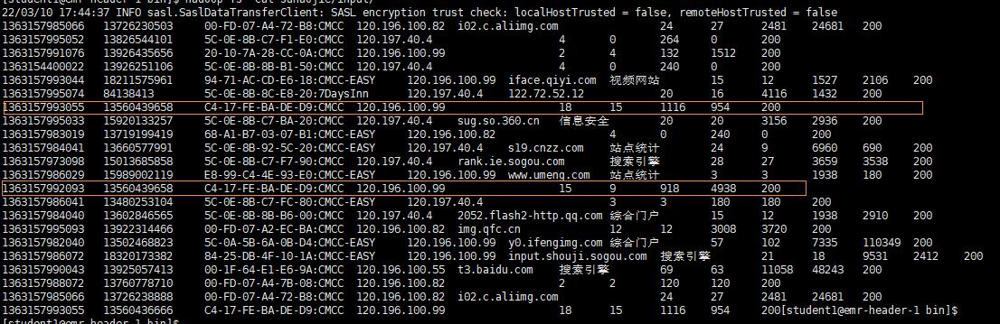 22/03/10 17:44:37 INFO sasl.SaslDataTransferClient: SASL encryption trust check: localHostTrusted = false, remoteHostTrusted = false
1363157985066 13726230503 00-FD-07-A4-72-B8:CMCC 120.196.100.82 i02.c.aliimg.com 24 27 2481 24681 200
1363157995052 13826544101 5C-0E-8B-C7-F1-E0:CMCC 120.197.40.4 4 0 264 0 200
1363157991076 13926435656 20-10-7A-28-CC-0A:CMCC 120.196.100.99 2 4 132 1512 200
1363154400022 13926251106 5C-0E-8B-8B-B1-50:CMCC 120.197.40.4 4 0 240 0 200
1363157993044 18211575961 94-71-AC-CD-E6-18:CMCC-EASY 120.196.100.99 iface.qiyi.com 视频网站 15 12 1527 2106 200
1363157995074 84138413 5C-0E-8B-8C-E8-20:7DaysInn 120.197.40.4 122.72.52.12 20 16 4116 1432 200
1363157993055 13560439658 C4-17-FE-BA-DE-D9:CMCC 120.196.100.99 18 15 1116 954 200
1363157995033 15920133257 5C-0E-8B-C7-BA-20:CMCC 120.197.40.4 sug.so.360.cn 信息安全 20 20 3156 2936 200
1363157983019 13719199419 68-A1-B7-03-07-B1:CMCC-EASY 120.196.100.82 4 0 240 0 200
1363157984041 13660577991 5C-0E-8B-92-5C-20:CMCC-EASY 120.197.40.4 s19.cnzz.com 站点统计 24 9 6960 690 200
1363157973098 15013685858 5C-0E-8B-C7-F7-90:CMCC 120.197.40.4 rank.ie.sogou.com 搜索引擎 28 27 3659 3538 200
1363157986029 15989002119 E8-99-C4-4E-93-E0:CMCC-EASY 120.196.100.99 www.umeng.com 站点统计 3 3 1938 180 200
1363157992093 13560439658 C4-17-FE-BA-DE-D9:CMCC 120.196.100.99 15 9 918 4938 200
1363157986041 13480253104 5C-0E-8B-C7-FC-80:CMCC-EASY 120.197.40.4 3 3 180 180 200
1363157984040 13602846565 5C-0E-8B-8B-B6-00:CMCC 120.197.40.4 2052.flash2-http.qq.com 综合门户 15 12 1938 2910 200
1363157995093 13922314466 00-FD-07-A2-EC-BA:CMCC 120.196.100.82 img.qfc.cn 12 12 3008 3720 200
1363157982040 13502468823 5C-0A-5B-6A-0B-D4:CMCC-EASY 120.196.100.99 y0.ifengimg.com 综合门户 57 102 7335 110349 200
1363157986072 18320173382 84-25-DB-4F-10-1A:CMCC-EASY 120.196.100.99 input.shouji.sogou.com 搜索引擎 21 18 9531 2412 200
1363157990043 13925057413 00-1F-64-E1-E6-9A:CMCC 120.196.100.55 t3.baidu.com 搜索引擎 69 63 11058 48243 200
1363157988072 13760778710 00-FD-07-A4-7B-08:CMCC 120.196.100.82 2 2 120 120 200
1363157985066 13726238888 00-FD-07-A4-72-B8:CMCC 120.196.100.82 i02.c.aliimg.com 24 27 2481 24681 200
1363157993055 13560436666 C4-17-FE-BA-DE-D9:CMCC 120.196.100.99 18 15 1116 954 200[student1@emr-header-1 bin]$